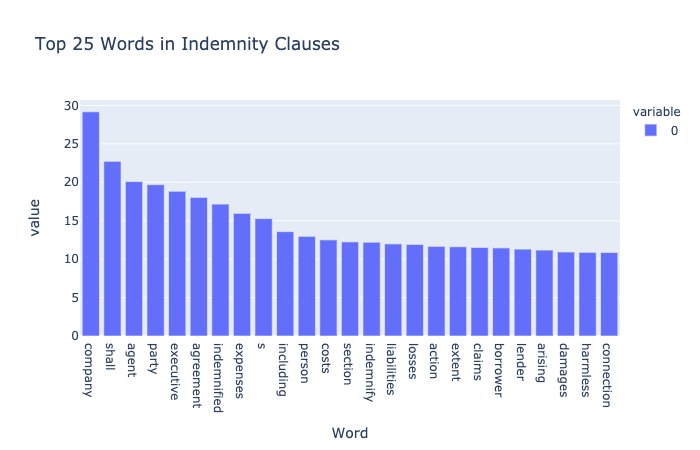 Top 25 Words in Indemnity Clauses
variable
0
value
30
25
20
15
10
5
0
company
shall
agent
party
executive
agreement
indemnified
expenses
s
including
person
costs
section
indemnify
liabilities
losses
action
extent
claims
borrower
lender
arising
damages
harmless
connection
Word